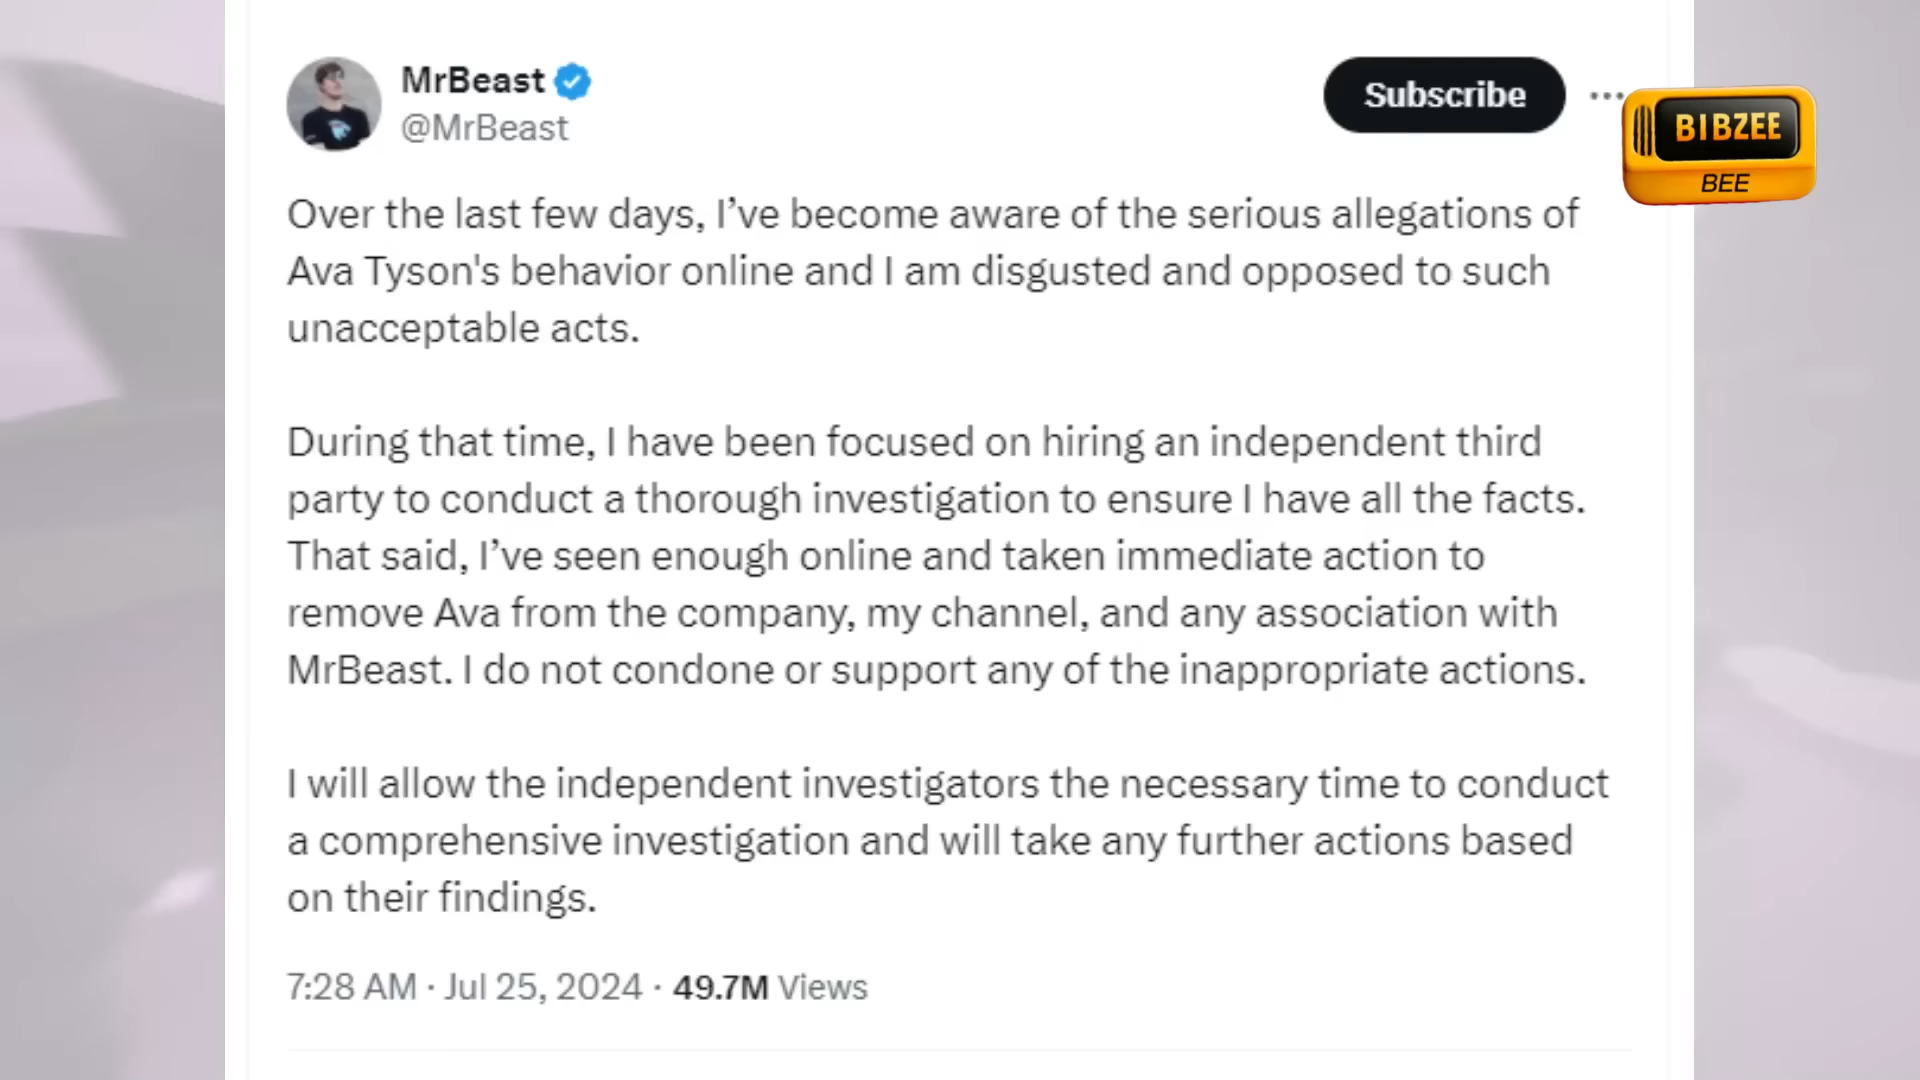 MrBeast
@MrBeast
Subscribe
BIBZEE
BEE
Over the last few days, I’ve become aware of the serious allegations of
Ava Tyson's behavior online and I am disgusted and opposed to such
unacceptable acts.
During that time, I have been focused on hiring an independent third
party to conduct a thorough investigation to ensure I have all the facts.
That said, I’ve seen enough online and taken immediate action to
remove Ava from the company, my channel, and any association with
MrBeast. I do not condone or support any of the inappropriate actions.
I will allow the independent investigators the necessary time to conduct
a comprehensive investigation and will take any further actions based
on their findings.
7:28 AM · Jul 25, 2024 · 49.7M Views